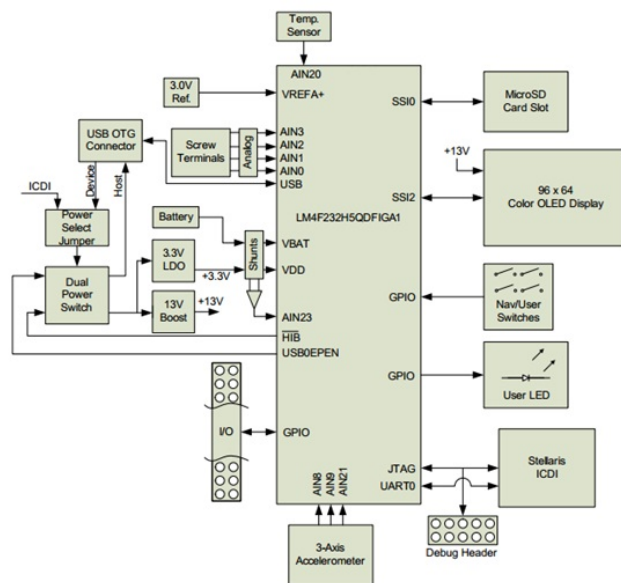 Temp.
Sensor
AIN20
3.0V
Ref.
VREFA+
SSI0
MicroSD
Card Slot
USB OTG
Connector
Screw
Terminals
Analog
AIN3
AIN2
AIN1
AIN0
USB
+13V
SSI2
96 x 64
Color OLED Display
ICDI
Device
Host
LM4F232H5QDFIGA1
Power
Select
Jumper
Battery
VBAT
Shunts
3.3V
LDO
+3.3V
VDD
Dual
Power
Switch
13V
Boost
+13V
AIN23
HIB
USB0EPEN
GPIO
Nav/User
Switches
GPIO
User LED
I/O
GPIO
JTAG
UART0
Stellaris
ICDI
AIN8
AIN9
AIN21
Debug Header
3-Axis
Accelerometer